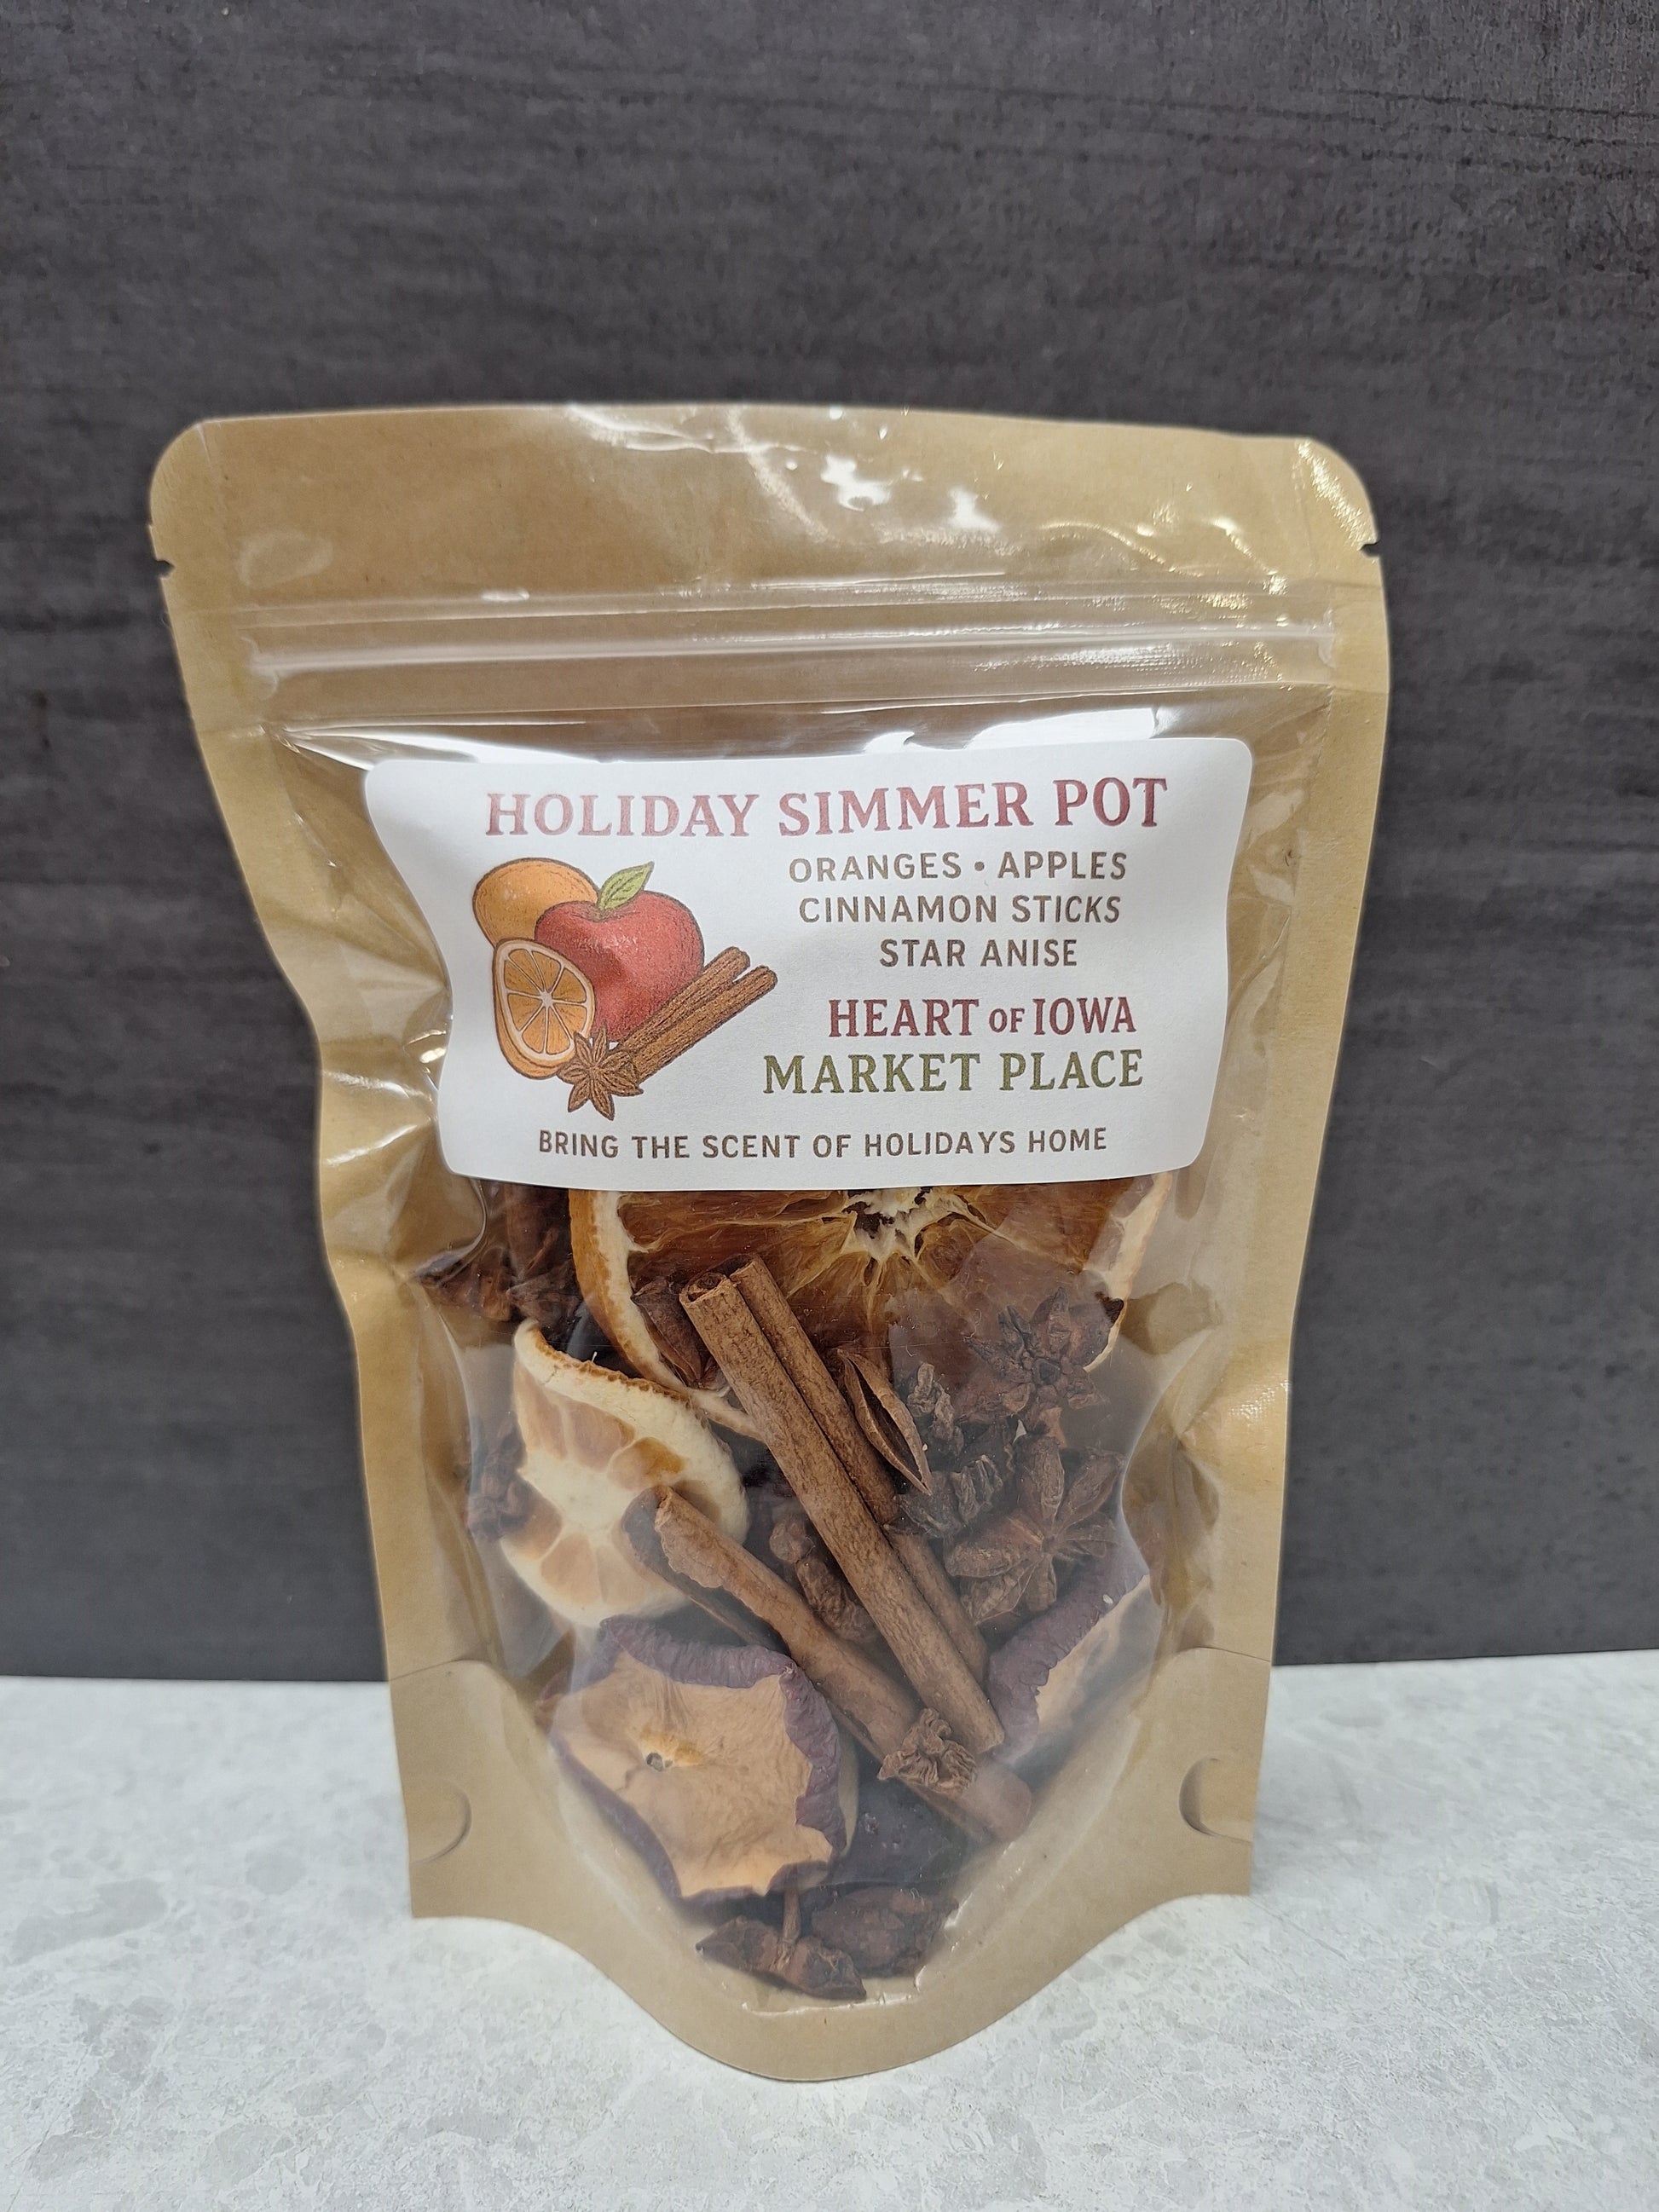 HOLIDAY SIMMER POT
ORANGES • APPLES
CINNAMON STICKS
STAR ANISE
HEART OF IOWA
MARKET PLACE
BRING THE SCENT OF HOLIDAYS HOME